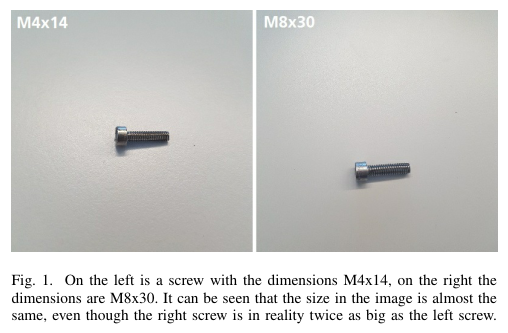 M4x14
M8x30
Fig. 1. On the left is a screw with the dimensions M4x14, on the right the
dimensions are M8x30. It can be seen that the size in the image is almost the
same, even though the right screw is in reality twice as big as the left screw.